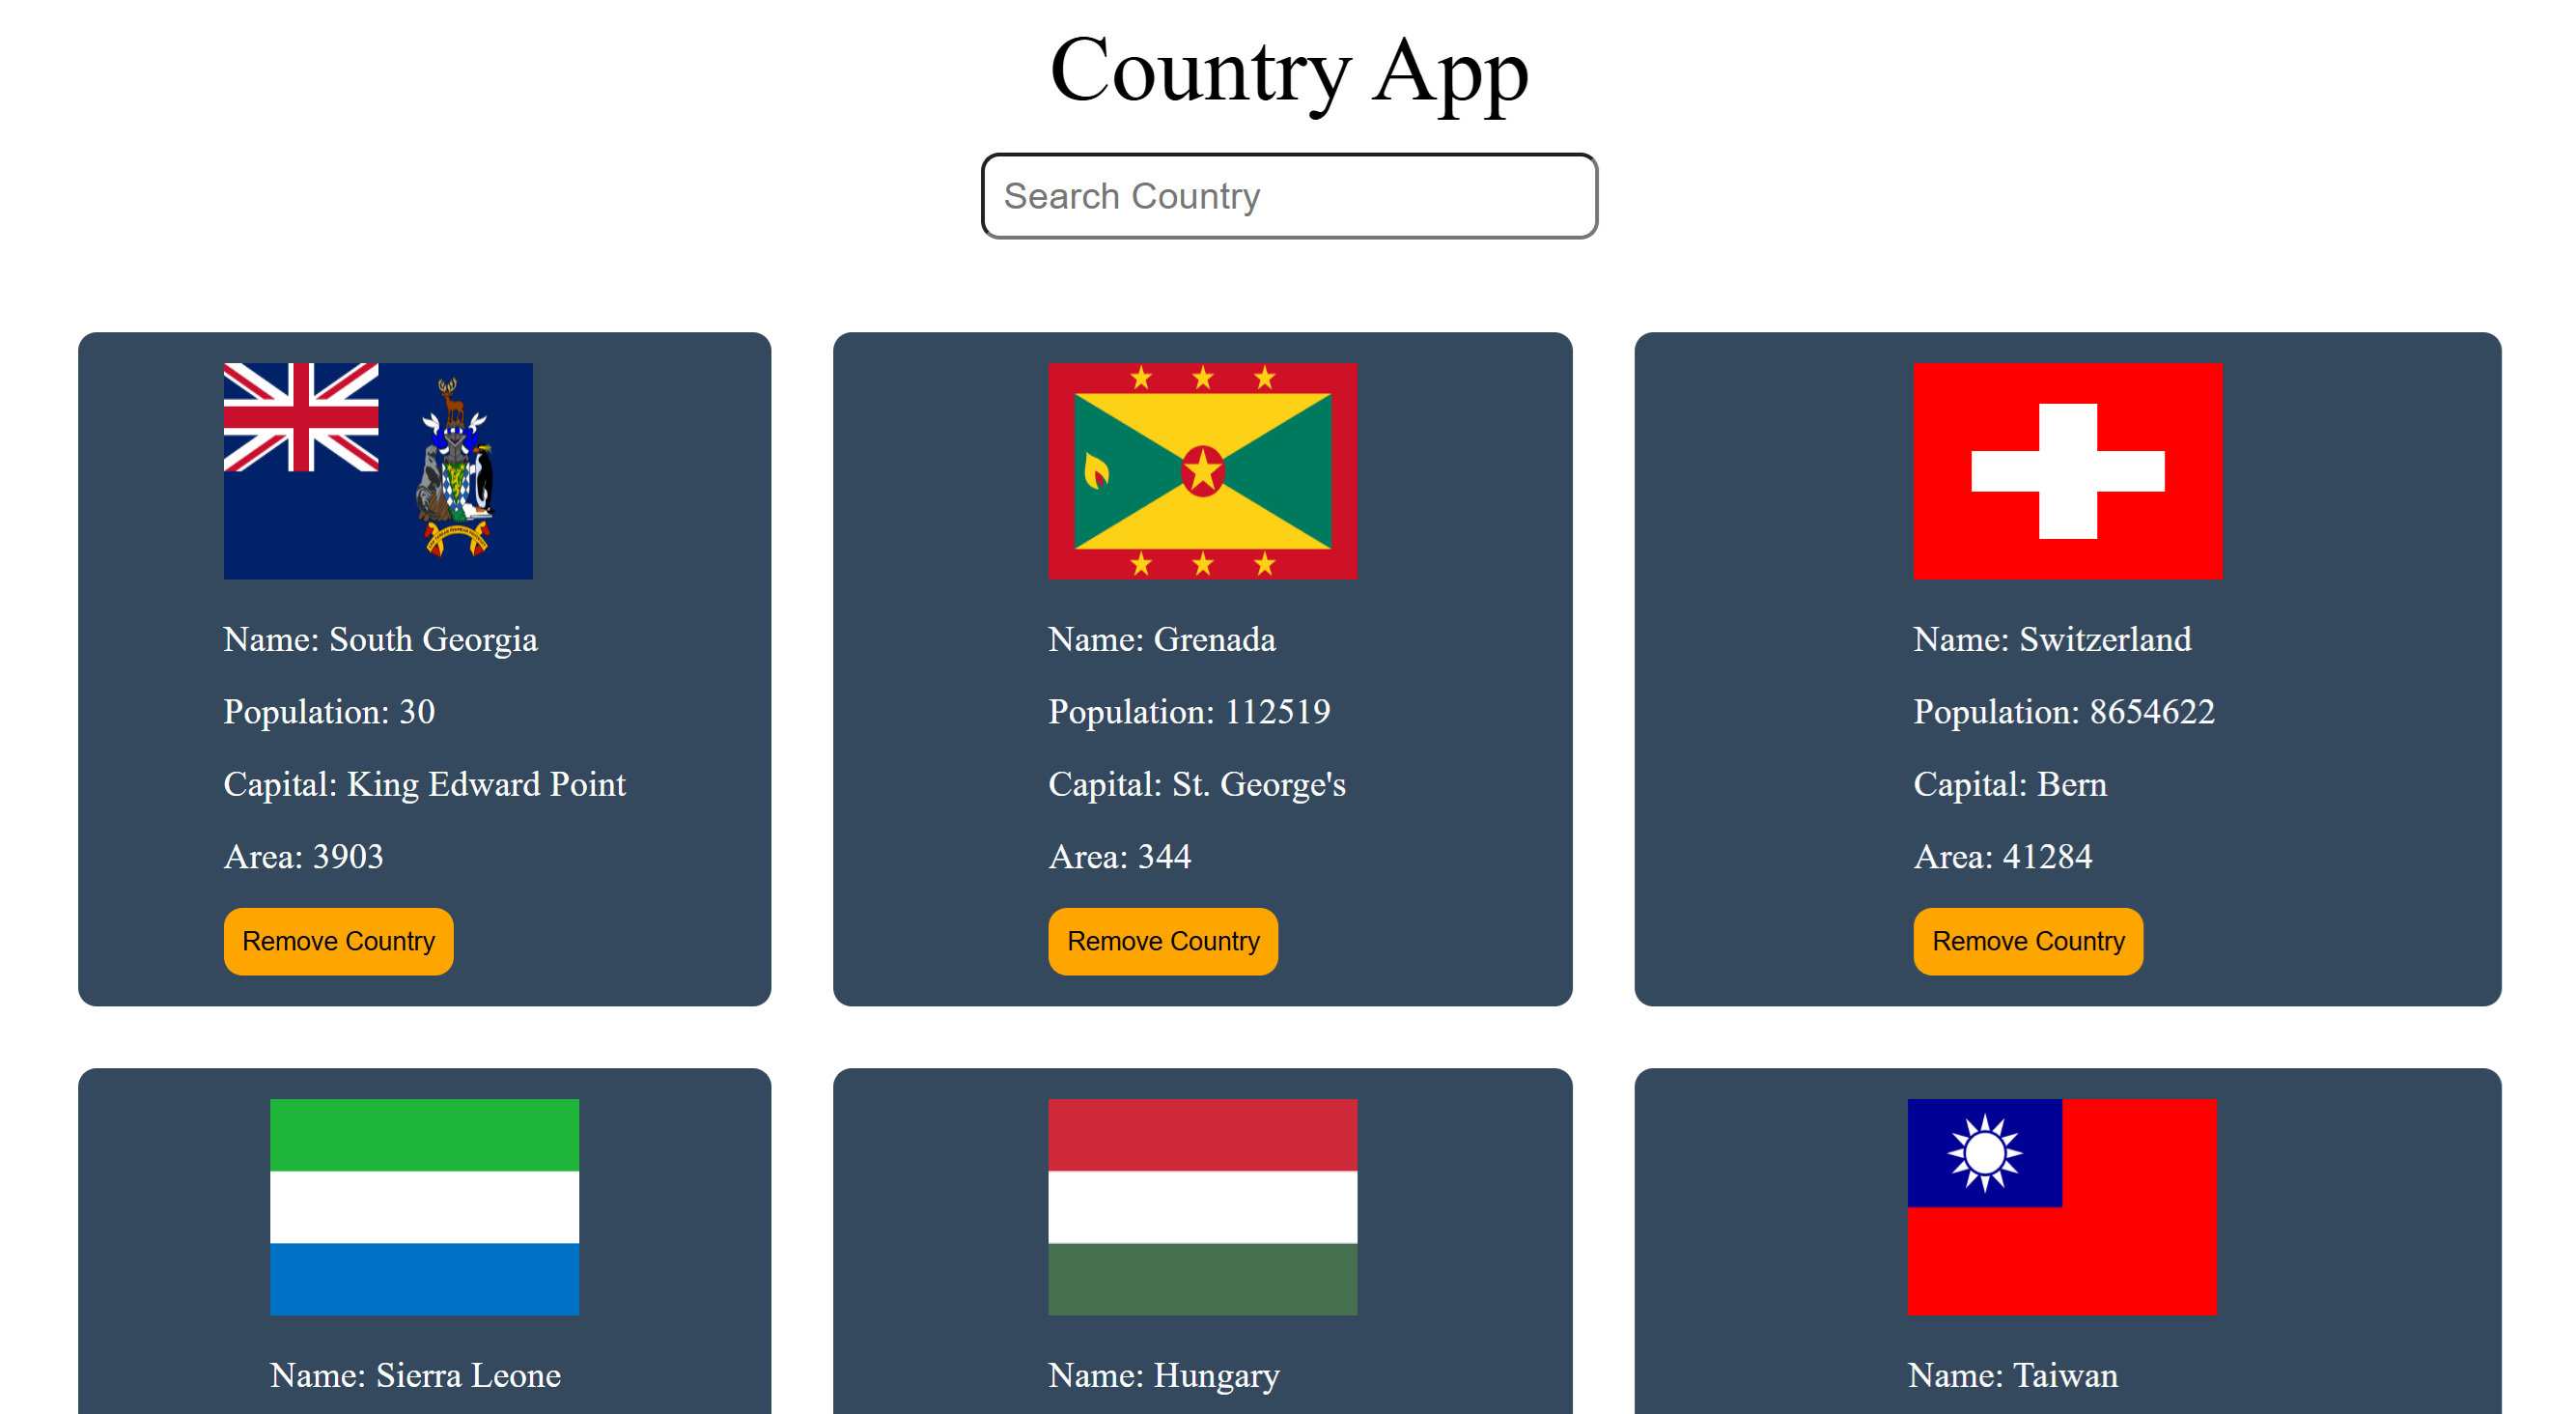 Country App
Search Country
Name: South Georgia
Population: 30
Capital: King Edward Point
Area: 3903
Remove Country
Name: Grenada
Population: 112519
Capital: St. George's
Area: 344
Remove Country
Name: Switzerland
Population: 8654622
Capital: Bern
Area: 41284
Remove Country
Name: Sierra Leone
Name: Hungary
Name: Taiwan